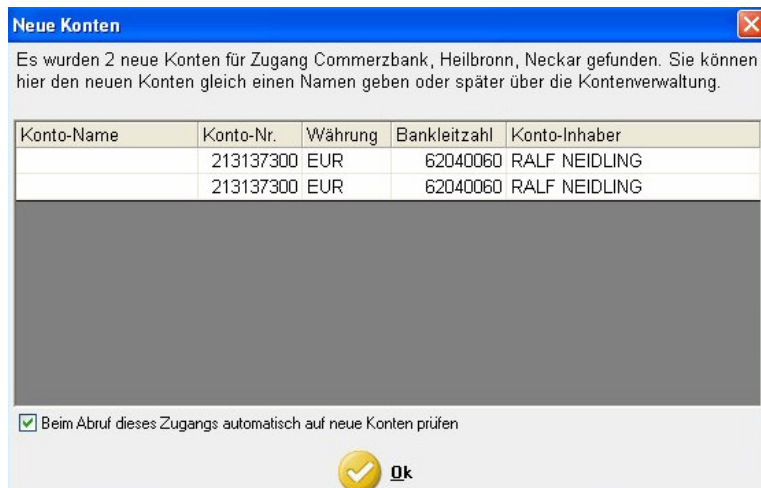 Neue Konten
Es wurden 2 neue Konten für Zugang Commerzbank, Heilbronn, Neckar gefunden. Sie können
hier den neuen Konten gleich einen Namen geben oder später über die Kontenverwaltung.
Konto-Name Konto-Nr. Währung Bankleitzahl Konto-Inhaber
213137300 EUR 62040060 RALF NEIDLING
213137300 EUR 62040060 RALF NEIDLING
Beim Abruf dieses Zugangs automatisch auf neue Konten prüfen
Ok